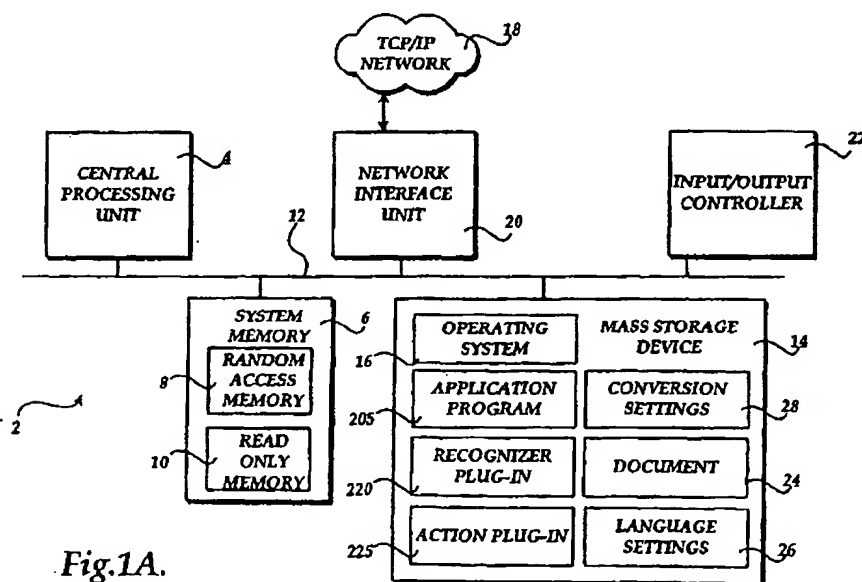 TCP/IP
NETWORK
18
CENTRAL
PROCESSING
UNIT
4
NETWORK
INTERFACE
UNIT
20
INPUT/OUTPUT
CONTROLLER
22
12
SYSTEM
MEMORY
6
RANDOM
ACCESS
MEMORY
8
READ
ONLY
MEMORY
10
2
MASS STORAGE
DEVICE
14
OPERATING
SYSTEM
16
APPLICATION
PROGRAM
205
CONVERSION
SETTINGS
28
RECOGNIZER
PLUG-IN
220
DOCUMENT
24
ACTION PLUG-IN
225
LANGUAGE
SETTINGS
26
Fig.1A.